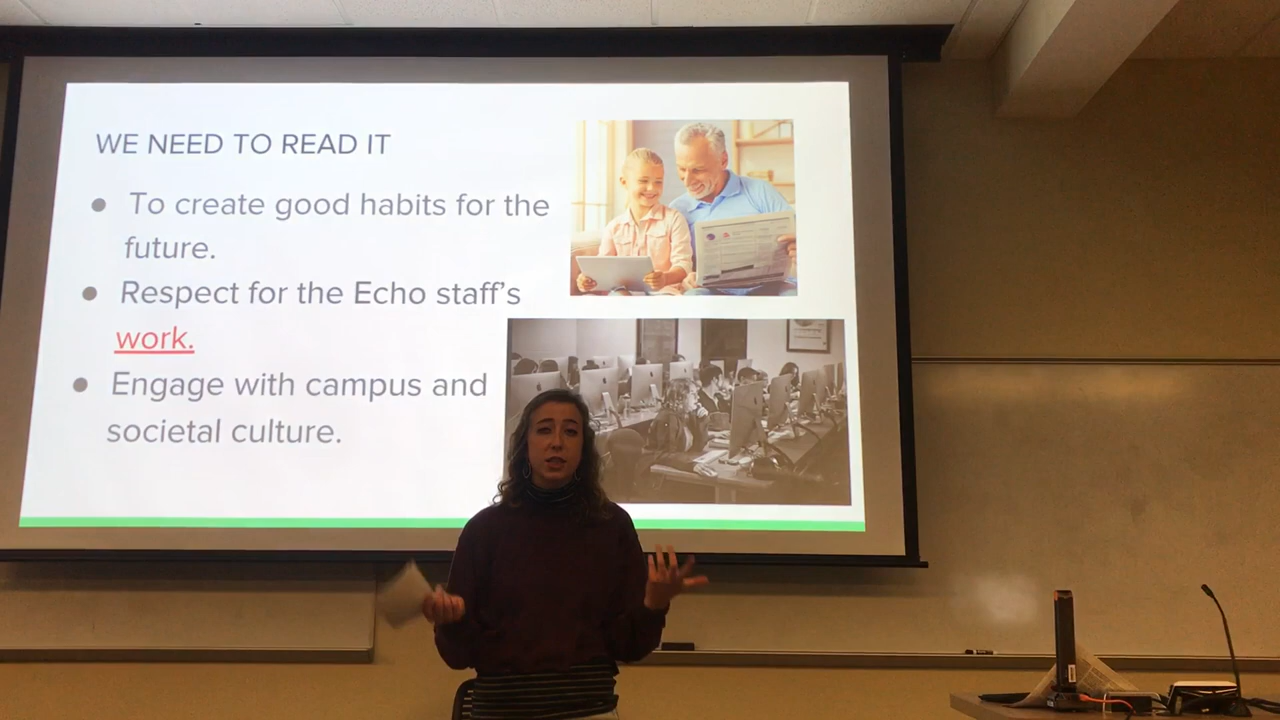 WE NEED TO READ IT
● To create good habits for the
future.
● Respect for the Echo staff's
work.
● Engage with campus and
societal culture.